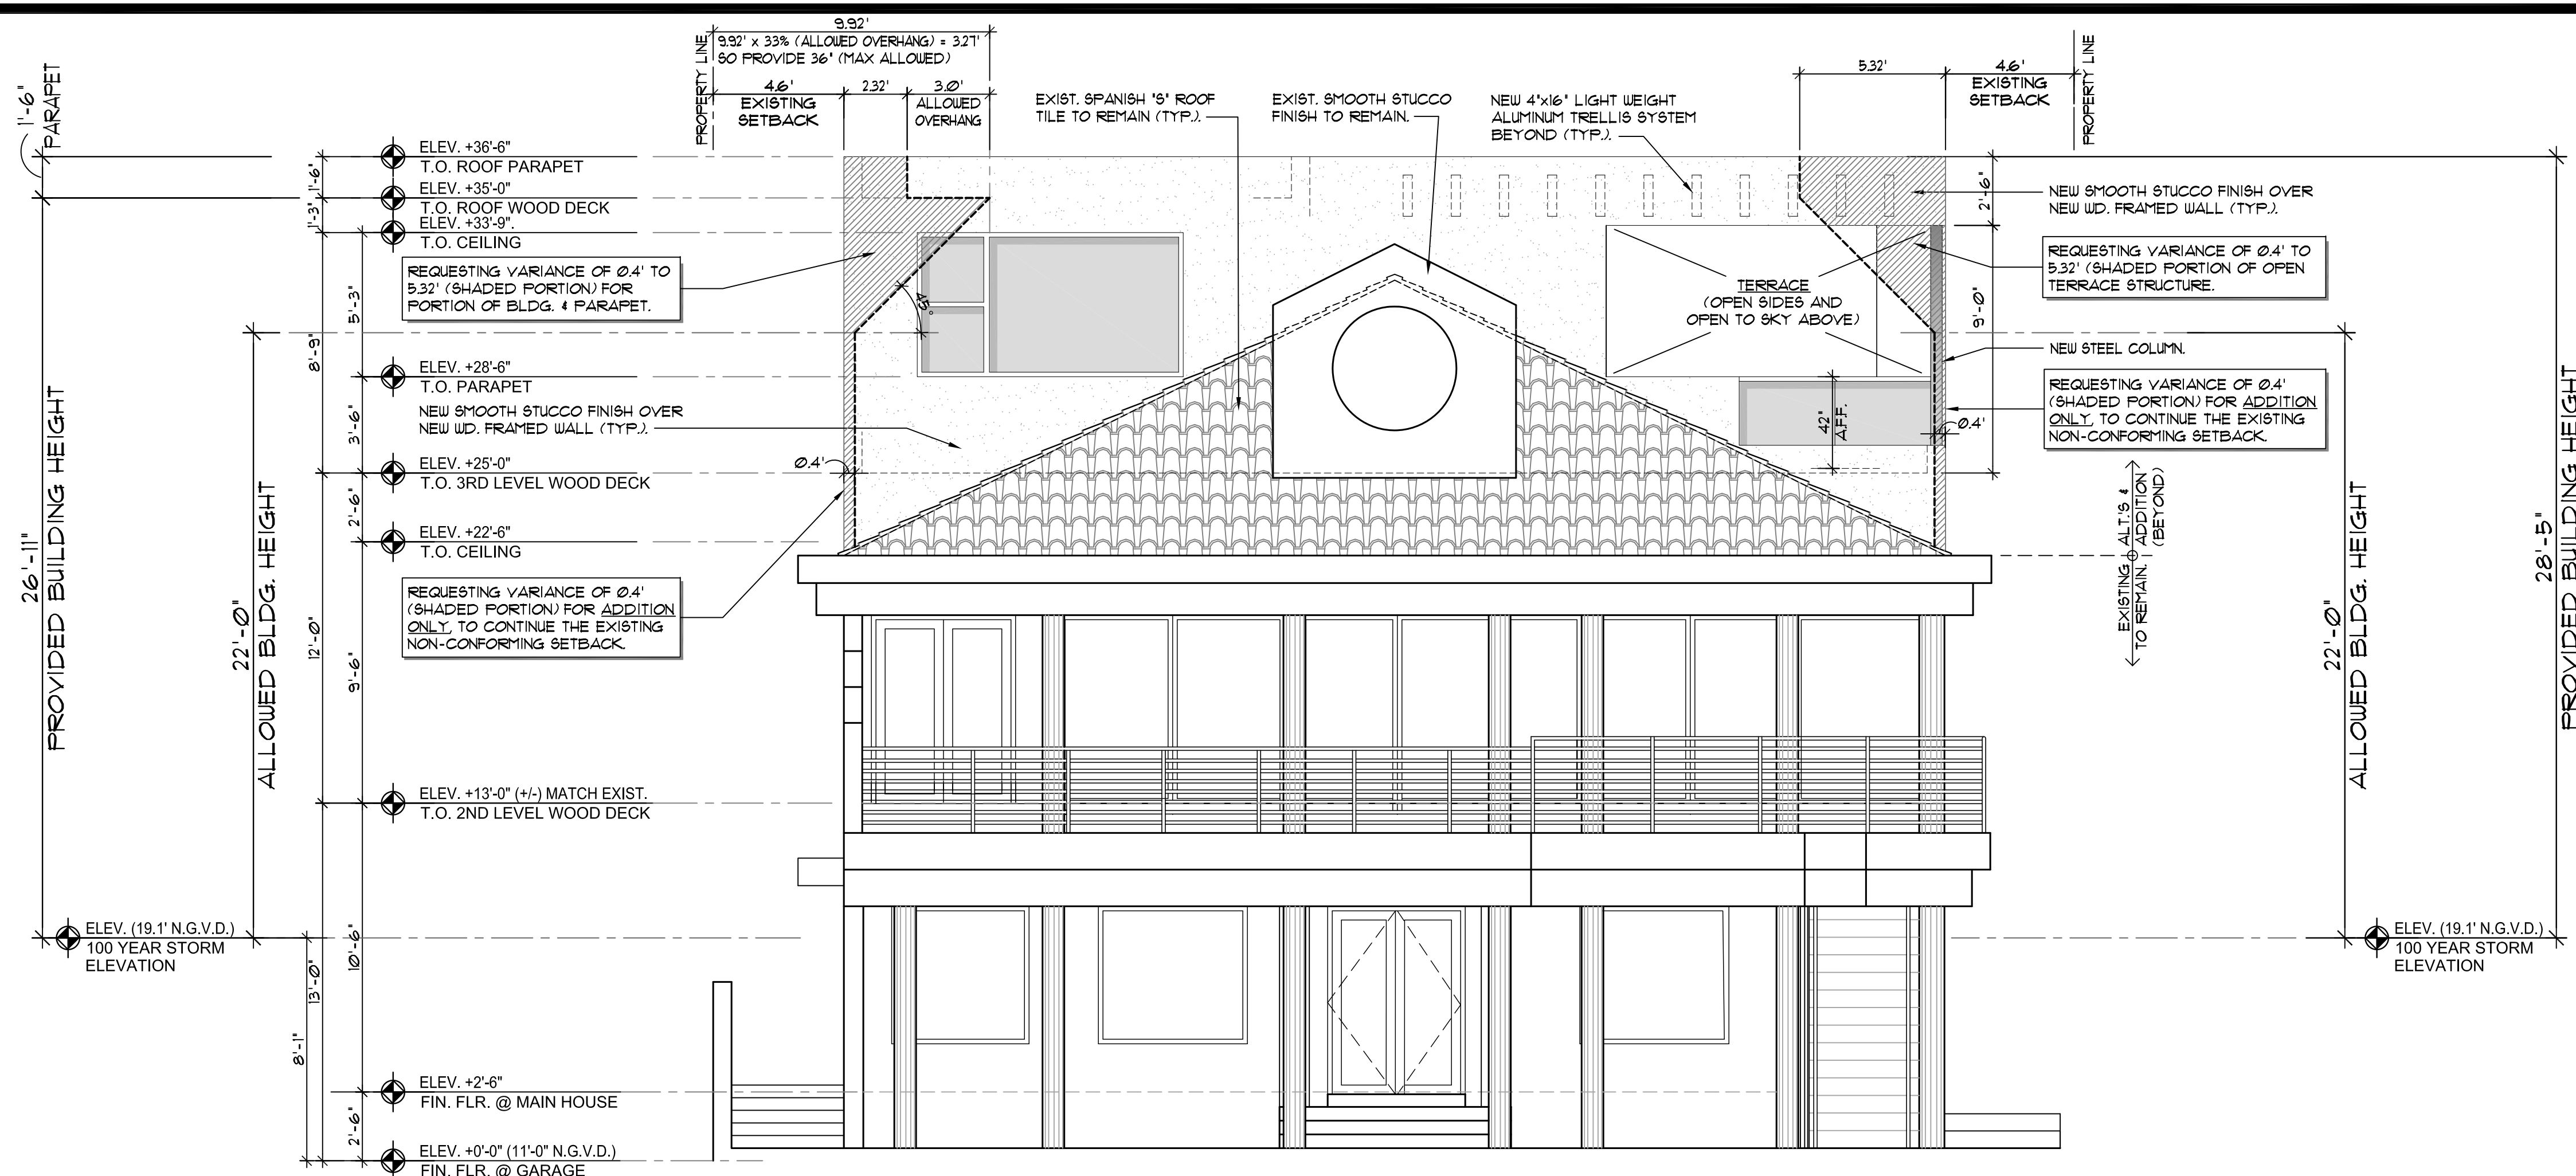 9.92'
9.92' x 33% (ALLOWED OVERHANG) = 3.27'
SO PROVIDE 36" (MAX ALLOWED)
PROPERTY LINE
4.6'
EXISTING
SETBACK
2.32'
3.0'
ALLOWED
OVERHANG
EXIST. SPANISH "S" ROOF
TILE TO REMAIN (TYP.).
EXIST. SMOOTH STUCCO
FINISH TO REMAIN.
NEW 4"x16" LIGHT WEIGHT
ALUMINUM TRELLIS SYSTEM
BEYOND (TYP.).
5.32'
4.6'
EXISTING
SETBACK
PROPERTY LINE
1'-6"
PARAPET
ELEV. +36'-6"
T.O. ROOF PARAPET
ELEV. +35'-0"
T.O. ROOF WOOD DECK
ELEV. +33'-9".
T.O. CEILING
1'-6"
1'-3"
8'-9"
5'-3"
REQUESTING VARIANCE OF 0.4' TO
5.32' (SHADED PORTION) FOR
PORTION OF BLDG. & PARAPET.
45°
ELEV. +28'-6"
T.O. PARAPET
NEW SMOOTH STUCCO FINISH OVER
NEW WD. FRAMED WALL (TYP.).
3'-6"
0.4'
ELEV. +25'-0"
T.O. 3RD LEVEL WOOD DECK
2'-6"
ELEV. +22'-6"
T.O. CEILING
REQUESTING VARIANCE OF 0.4'
(SHADED PORTION) FOR ADDITION
ONLY, TO CONTINUE THE EXISTING
NON-CONFORMING SETBACK.
12'-0"
9'-6"
ELEV. +13'-0" (+/-) MATCH EXIST.
T.O. 2ND LEVEL WOOD DECK
26'-11"
PROVIDED BUILDING HEIGHT
22'-0"
ALLOWED BLDG. HEIGHT
ELEV. (19.1' N.G.V.D.)
100 YEAR STORM
ELEVATION
10'-6"
13'-0"
8'-1"
ELEV. +2'-6"
FIN. FLR. @ MAIN HOUSE
2'-6"
ELEV. +0'-0" (11'-0" N.G.V.D.)
FIN. FLR. @ GARAGE
TERRACE
(OPEN SIDES AND
OPEN TO SKY ABOVE)
42"
A.F.F.
2'-6"
9'-0"
0.4'
NEW SMOOTH STUCCO FINISH OVER
NEW WD. FRAMED WALL (TYP.).
REQUESTING VARIANCE OF 0.4' TO
5.32' (SHADED PORTION OF OPEN
TERRACE STRUCTURE.
NEW STEEL COLUMN.
REQUESTING VARIANCE OF 0.4'
(SHADED PORTION) FOR ADDITION
ONLY, TO CONTINUE THE EXISTING
NON-CONFORMING SETBACK.
EXISTING
TO REMAIN.
ALT.'S &
ADDITION
(BEYOND)
22'-0"
ALLOWED BLDG. HEIGHT
28'-5"
PROVIDED BUILDING HEIGHT
ELEV. (19.1' N.G.V.D.)
100 YEAR STORM
ELEVATION